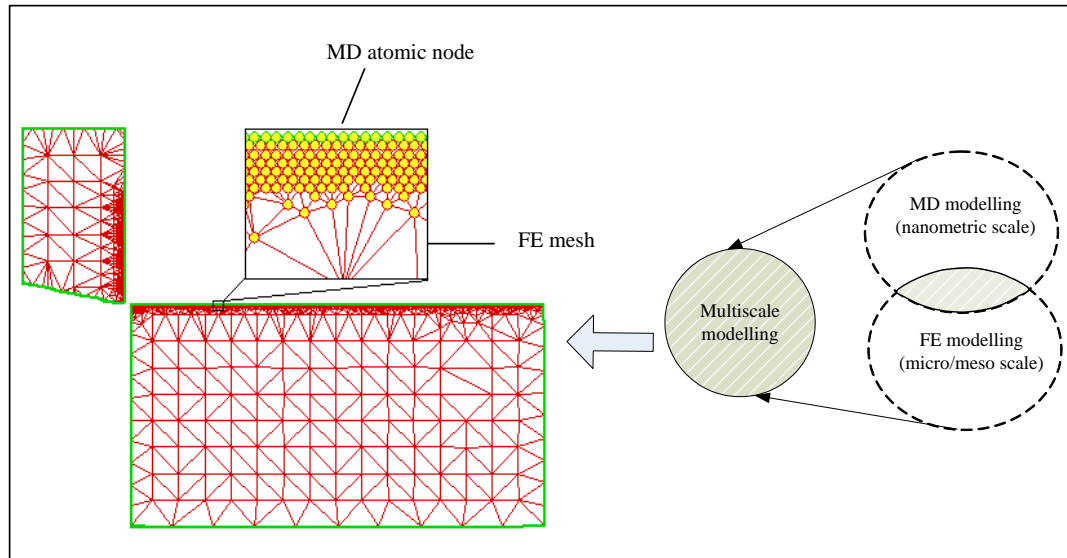 MD atomic node
FE mesh
Multiscale
modelling
MD modelling
(nanometric scale)
FE modelling
(micro/meso scale)